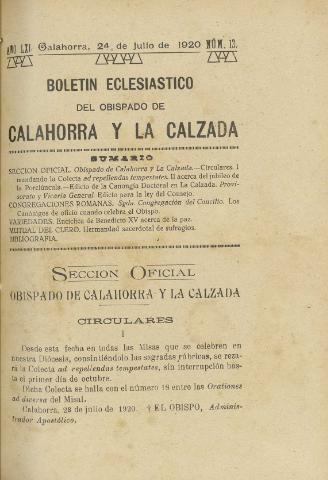 AÑO LXI. Calahorra, 24 de julio de 1920 NÚM. 13.
BOLETIN ECLESIASTICO
DEL OBISPADO DE
CALAHORRA Y LA CALZADA
SUMARIO
SECCION OFICIAL. Obispado de Calahorra y La Calzada.—Circulares. I
mandando la Colecta ad repellendas tempestates. II acerca del jubileo de
la Porciúncula.—Edicto de la Canongía Doctoral en La Calzada. Provi-
sorato y Vicaría General Edicto para la ley del Consejo.
CONGREGACIONES ROMANAS. Sgda. Congregación del Concilio. Los
Canónigos de oficio cuando celebra el Obispo.
VARIEDADES. Encíclica de Benedicto XV acerca de la paz.
MUTUAL DEL CLERO. Hermandad sacerdotal de sufragios.
BIBLIOGRAFIA.
SECCION OFICIAL
OBISPADO DE CALAHORRA Y LA CALZADA
CIRCULARES
I
Desde esta fecha en todas las Misas que se celebren en
nuestra Diócesis, consintiéndolo las sagradas rúbricas, se reza-
rá la Colecta ad repellendas tempestates, sin interrupción has-
ta el primer día de octubre.
Dicha Colecta se halla con el número 18 entre las Orationes
ad diversa del Misal.
Calahorra, 23 de julio de 1920. † EL OBISPO, Adminis-
trador Apostólico.